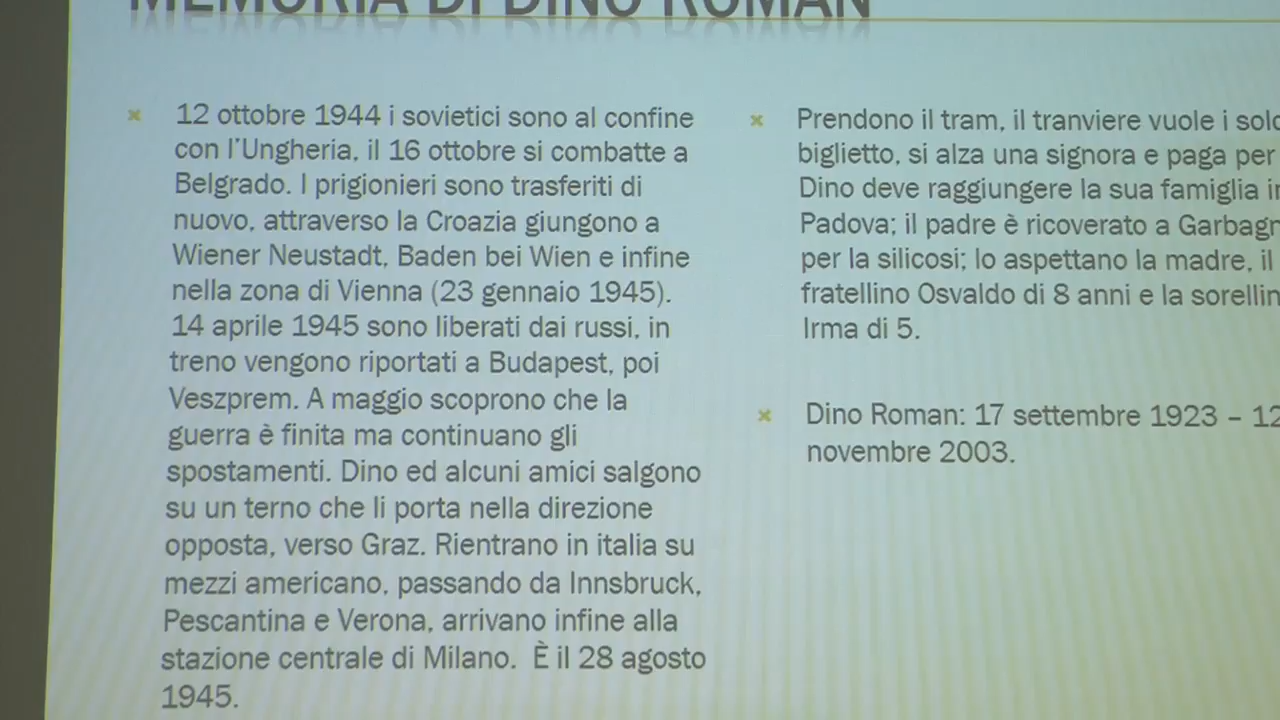 MEMORIA DI DINO ROMAN
12 ottobre 1944 i sovietici sono al confine
con l'Ungheria, il 16 ottobre si combatte a
Belgrado. I prigionieri sono trasferiti di
nuovo, attraverso la Croazia giungono a
Wiener Neustadt, Baden bei Wien e infine
nella zona di Vienna (23 gennaio 1945).
14 aprile 1945 sono liberati dai russi, in
treno vengono riportati a Budapest, poi
Veszprem. A maggio scoprono che la
guerra è finita ma continuano gli
spostamenti. Dino ed alcuni amici salgono
su un terno che li porta nella direzione
opposta, verso Graz. Rientrano in italia su
mezzi americano, passando da Innsbruck,
Pescantina e Verona, arrivano infine alla
stazione centrale di Milano. È il 28 agosto
1945.
Prendono il tram, il tranviere vuole i
biglietto, si alza una signora e paga per
Dino deve raggiungere la sua famiglia
Padova; il padre è ricoverato a
per la silicosi; lo aspettano la madre, il
fratellino Osvaldo di 8 anni e la
Irma di 5.
Dino Roman: 17 settembre 1923 – 12
novembre 2003.